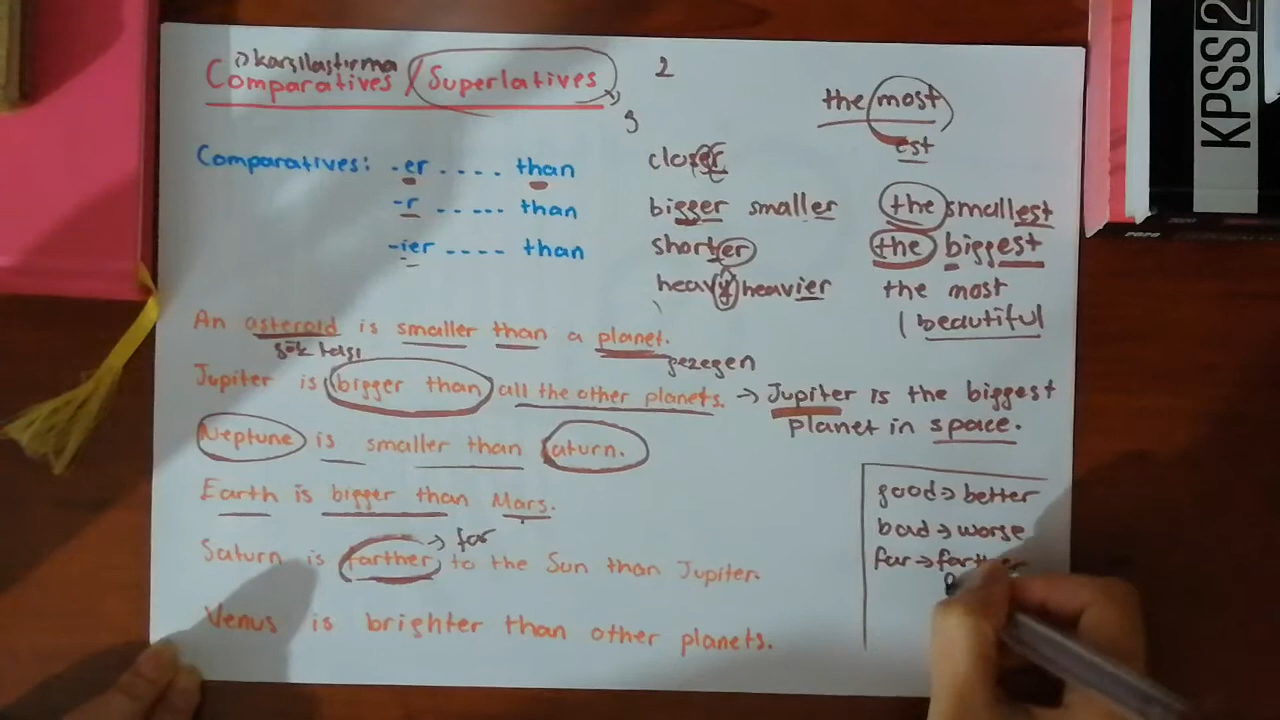 karşılaştırma
Comparatives / Superlatives
2
3
the most
est
Comparatives: -er .... than
-r ..... than
-ier .... than
closer
bigger smaller
shorter
heavy heavier
the smallest
the biggest
the most
beautiful
An asteroid is smaller than a planet.
gök taşı
gezegen
Jupiter is bigger than all the other planets. → Jupiter is the biggest
planet in space.
Neptune is smaller than Saturn.
Earth is bigger than Mars.
Saturn is farther to the Sun than Jupiter.
→ far
Venus is brighter than other planets.
good → better
bad → worse
far → farther
KPSS2